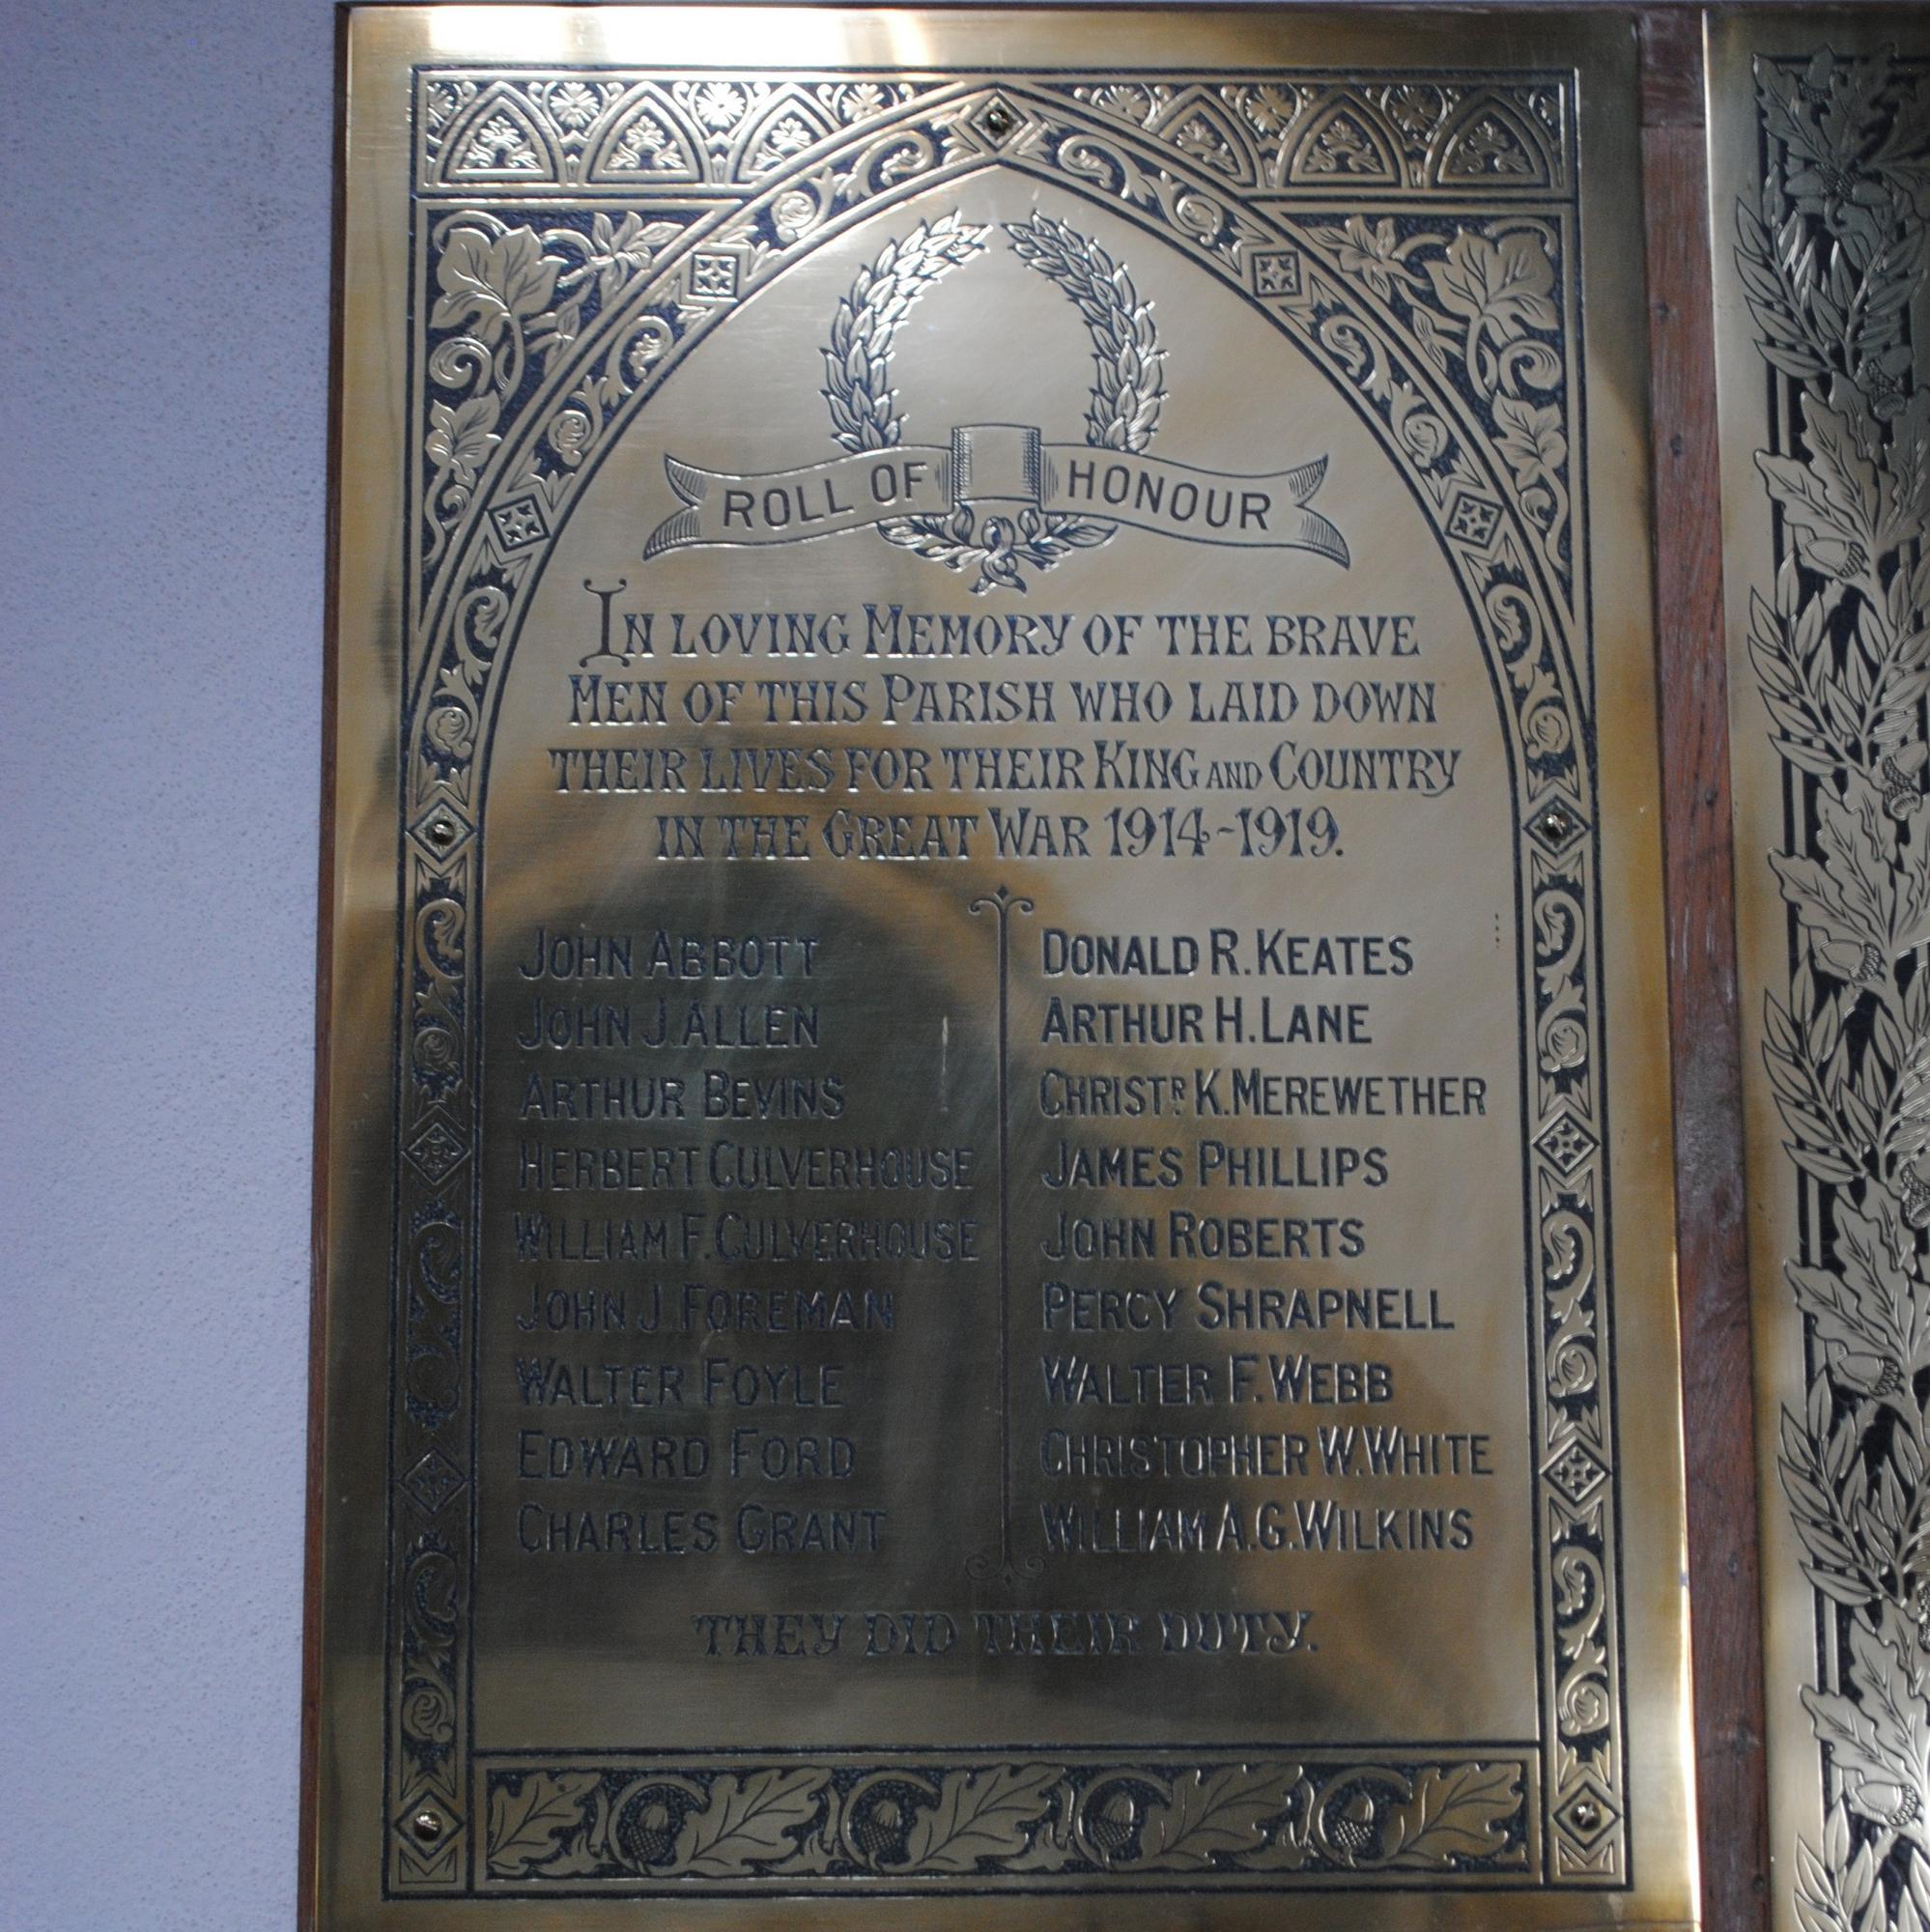 ROLL OF HONOUR
IN LOVING MEMORY OF THE BRAVE
MEN OF THIS PARISH WHO LAID DOWN
THEIR LIVES FOR THEIR KING AND COUNTRY
IN THE GREAT WAR 1914-1919.
JOHN ABBOTT
JOHN J. ALLEN
ARTHUR BEVINS
HERBERT CULVERHOUSE
WILLIAM F. CULVERHOUSE
JOHN J. FOREMAN
WALTER FOYLE
EDWARD FORD
CHARLES GRANT
DONALD R. KEATES
ARTHUR H. LANE
CHRISTR K. MEREWETHER
JAMES PHILLIPS
JOHN ROBERTS
PERCY SHRAPNELL
WALTER F. WEBB
CHRISTOPHER W. WHITE
WILLIAM A.G. WILKINS
THEY DID THEIR DUTY.